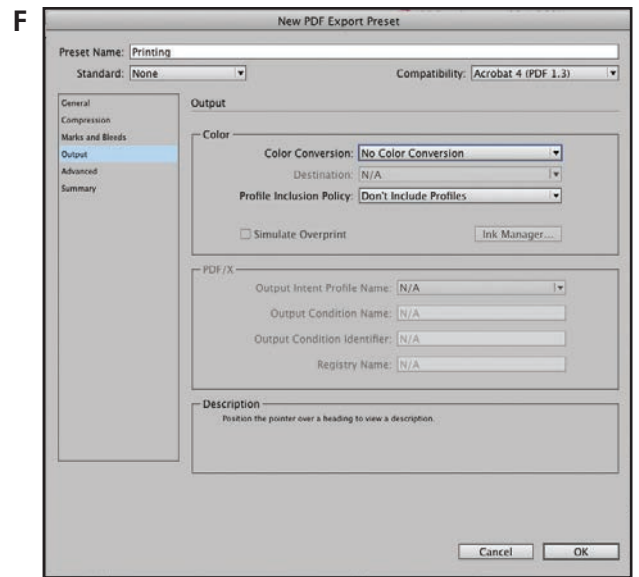 F
New PDF Export Preset
Preset Name: Printing
Standard: None
Compatibility: Acrobat 4 (PDF 1.3)
General
Compression
Marks and Bleeds
Output
Advanced
Summary
Output
Color
Color Conversion: No Color Conversion
Destination: N/A
Profile Inclusion Policy: Don't Include Profiles
Simulate Overprint
Ink Manager...
PDF/X
Output Intent Profile Name: N/A
Output Condition Name: N/A
Output Condition Identifier: N/A
Registry Name: N/A
Description
Position the pointer over a heading to view a description.
Cancel
OK